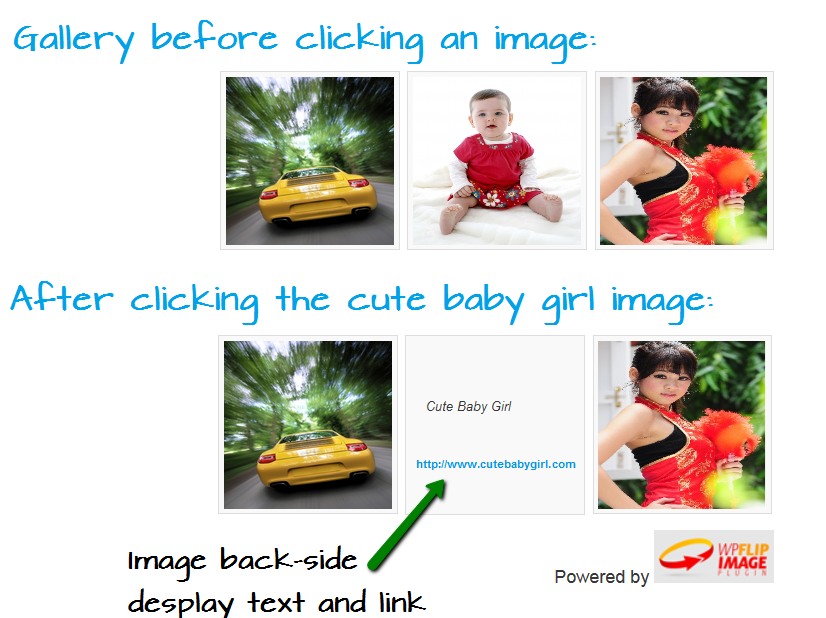 Gallery before clicking an image:
After clicking the cute baby girl image:
Cute Baby Girl
http://www.cutebabygirl.com
Image back-side
desplay text and link
Powered by
WPFLIP
IMAGE
PLUGIN